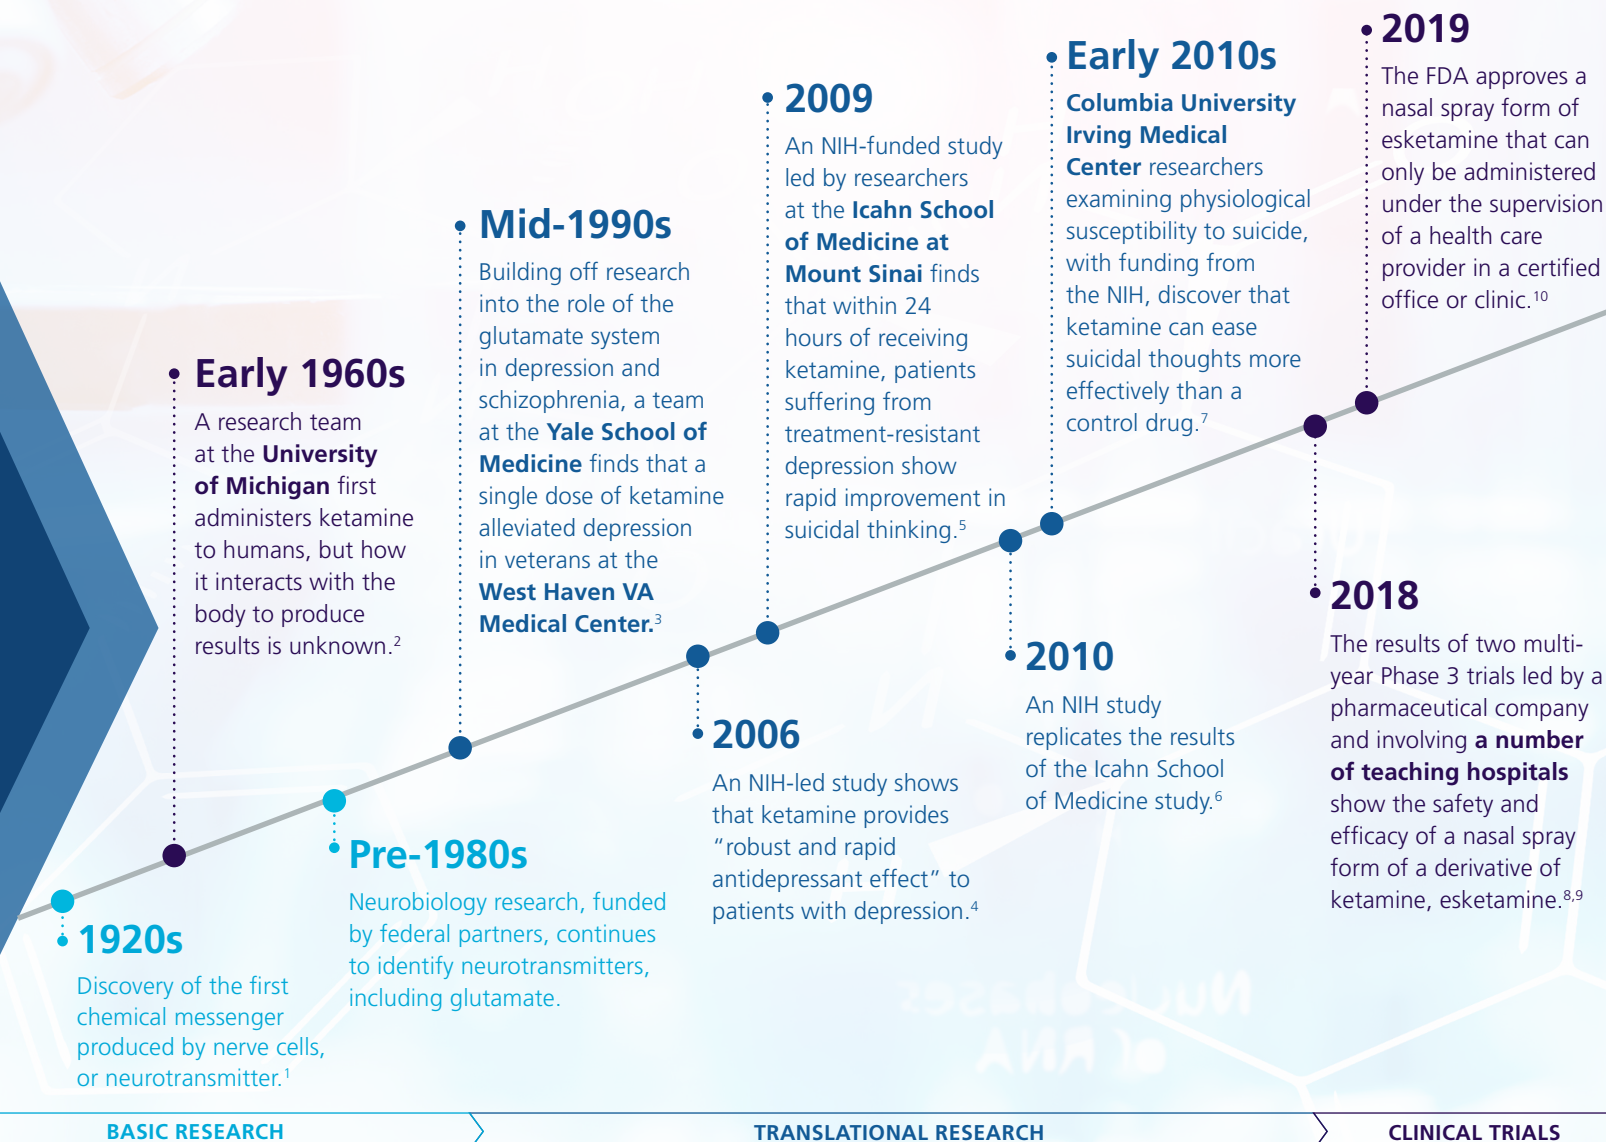 1920s
Discovery of the first
chemical messenger
produced by nerve cells,
or neurotransmitter.1
Early 1960s
A research team
at the University
of Michigan first
administers ketamine
to humans, but how
it interacts with the
body to produce
results is unknown.2
Pre-1980s
Neurobiology research, funded
by federal partners, continues
to identify neurotransmitters,
including glutamate.
Mid-1990s
Building off research
into the role of the
glutamate system
in depression and
schizophrenia, a team
at the Yale School of
Medicine finds that a
single dose of ketamine
alleviated depression
in veterans at the
West Haven VA
Medical Center.3
2006
An NIH-led study shows
that ketamine provides
“robust and rapid
antidepressant effect” to
patients with depression.4
2009
An NIH-funded study
led by researchers
at the Icahn School
of Medicine at
Mount Sinai finds
that within 24
hours of receiving
ketamine, patients
suffering from
treatment-resistant
depression show
rapid improvement in
suicidal thinking.5
2010
An NIH study
replicates the results
of the Icahn School
of Medicine study.6
Early 2010s
Columbia University
Irving Medical
Center researchers
examining physiological
susceptibility to suicide,
with funding from
the NIH, discover that
ketamine can ease
suicidal thoughts more
effectively than a
control drug.7
2018
The results of two multi-
year Phase 3 trials led by a
pharmaceutical company
and involving a number
of teaching hospitals
show the safety and
efficacy of a nasal spray
form of a derivative of
ketamine, esketamine.8,9
2019
The FDA approves a
nasal spray form of
esketamine that can
only be administered
under the supervision
of a health care
provider in a certified
office or clinic.10
BASIC RESEARCH
TRANSLATIONAL RESEARCH
CLINICAL TRIALS